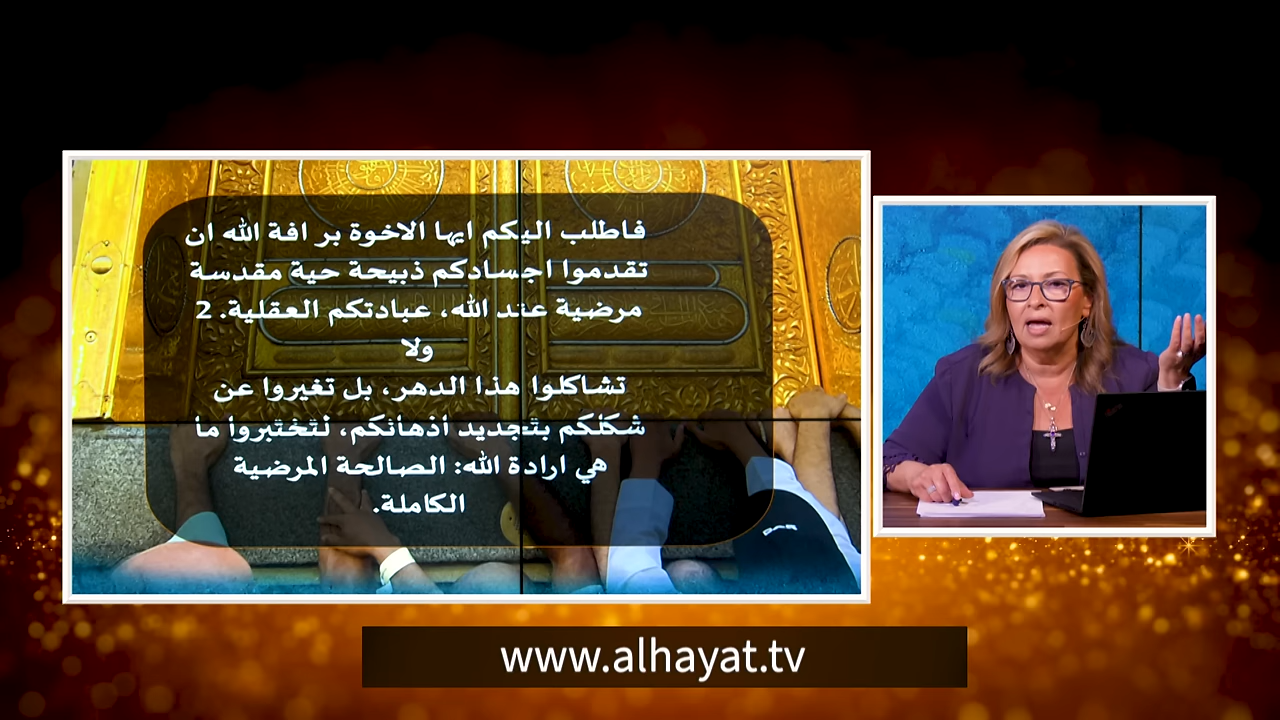 فاطلب اليكم ايها الاخوة بر افة الله ان
تقدموا اجسادكم ذبيحة حية مقدسة
مرضية عند الله، عبادتكم العقلية. 2
ولا
تشاكلوا هذا الدهر، بل تغيروا عن
شكلكم بتجديد اذهانكم، لتختبروا ما
هي ارادة الله: الصالحة المرضية
الكاملة.
www.alhayat.tv